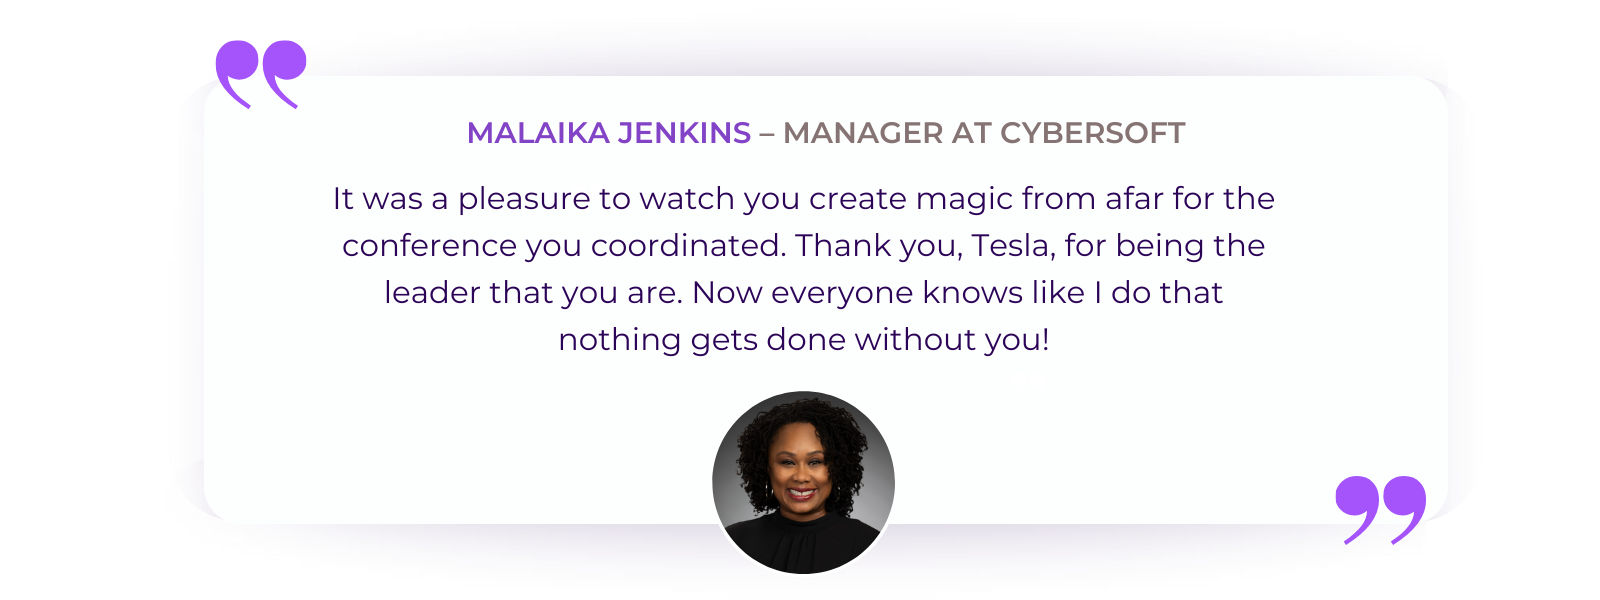 MALAIKA JENKINS – MANAGER AT CYBERSOFT
It was a pleasure to watch you create magic from afar for the
conference you coordinated. Thank you, Tesla, for being the
leader that you are. Now everyone knows like I do that
nothing gets done without you!